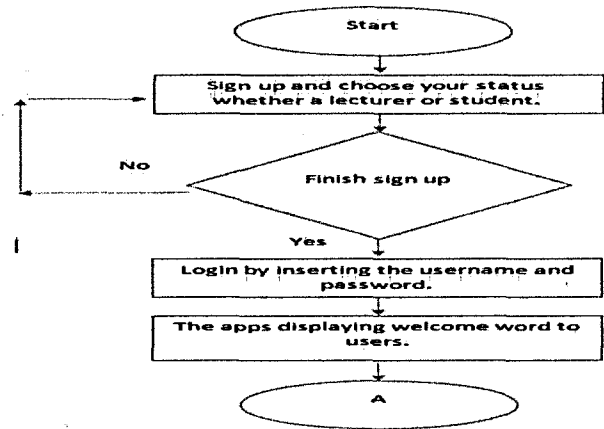 Start
Sign up and choose your status
whether a lecturer or student.
No
Finish sign up
Yes
Login by inserting the username and
password.
The apps displaying welcome word to
users.
A